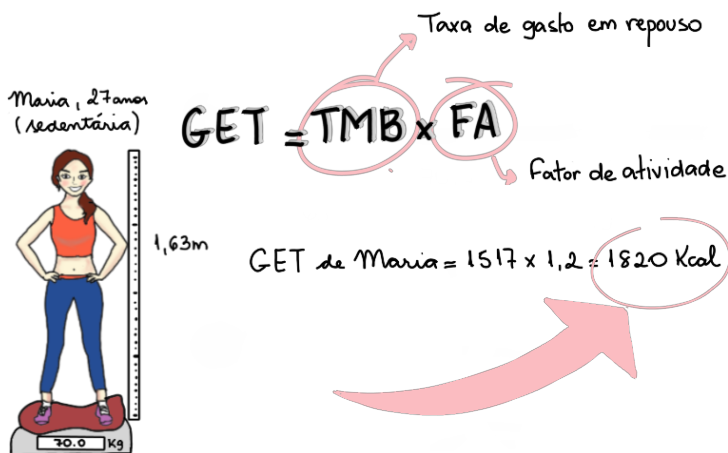 Taxa de gasto em repouso
Maria, 27 anos
(sedentária)
GET = TMB x FA
Fator de atividade
1,63m
GET de Maria = 1517 x 1,2 = 1820 Kcal
70.0 Kg